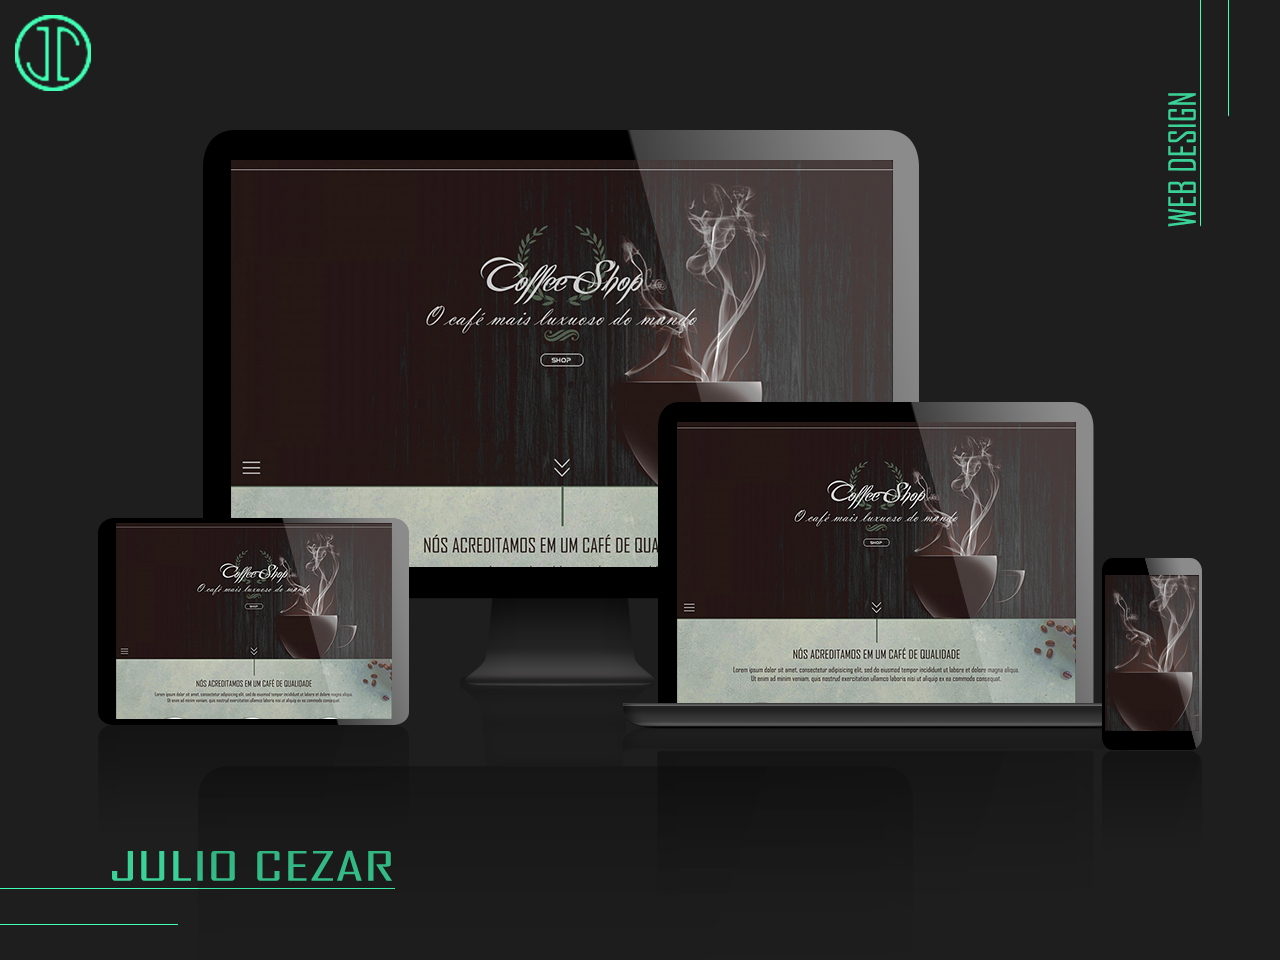 JC
WEB DESIGN
Coffee Shop
O café mais luxuoso do mundo
SHOP
NÓS ACREDITAMOS EM UM CAFÉ DE QUA
Coffee Shop
O café mais luxuoso do mundo
SHOP
NÓS ACREDITAMOS EM UM CAFÉ DE QUALIDADE
Lorem ipsum dolor sit amet, consectetur adipisicing elit, sed do eiusmod tempor incididunt ut labore et dolore magna aliqua.
Ut enim ad minim veniam, quis nostrud exercitation ullamco laboris nisi ut aliquip ex ea commodo consequat.
Coffee Shop
O café mais luxuoso do mundo
SHOP
NÓS ACREDITAMOS EM UM CAFÉ DE QUALIDADE
Lorem ipsum dolor sit amet, consectetur adipisicing elit, sed do eiusmod tempor incididunt ut labore et dolore magna aliqua.
Ut enim ad minim veniam, quis nostrud exercitation ullamco laboris nisi ut aliquip ex ea commodo consequat.
JULIO CEZAR